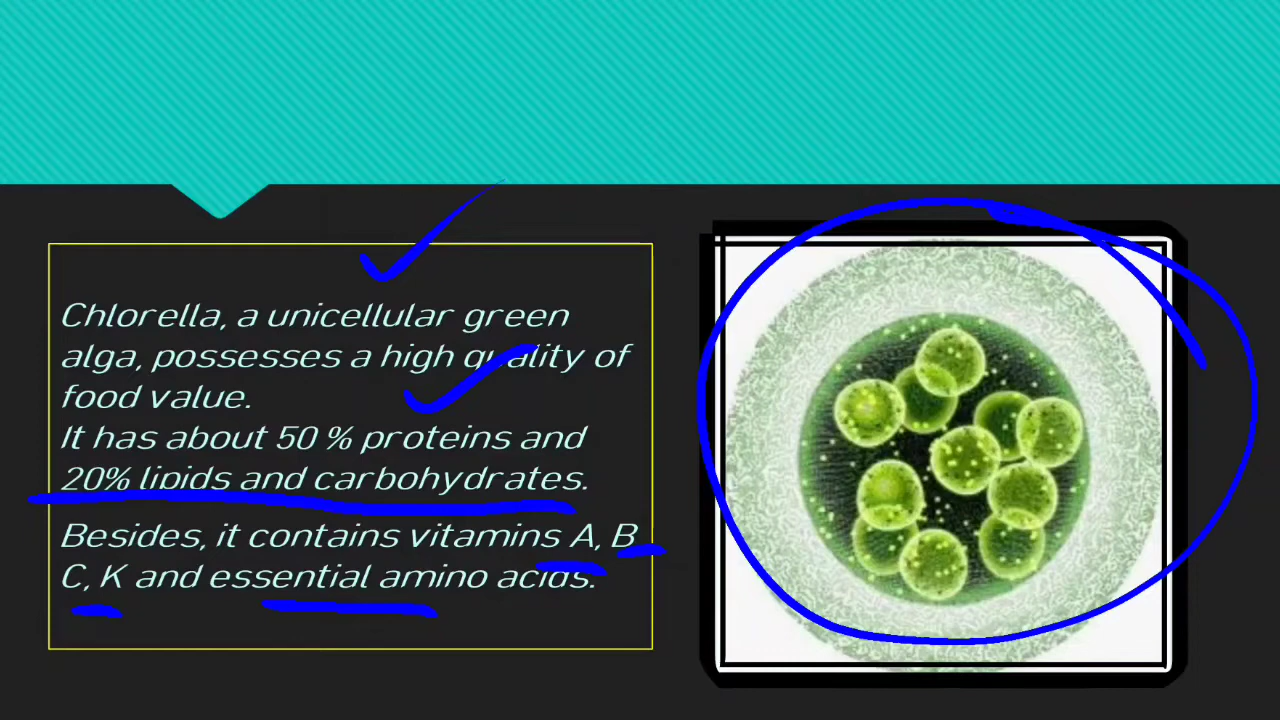 Chlorella, a unicellular green
alga, possesses a high quality of
food value.
It has about 50 % proteins and
20% lipids and carbohydrates.
Besides, it contains vitamins A, B
C, K and essential amino acids.